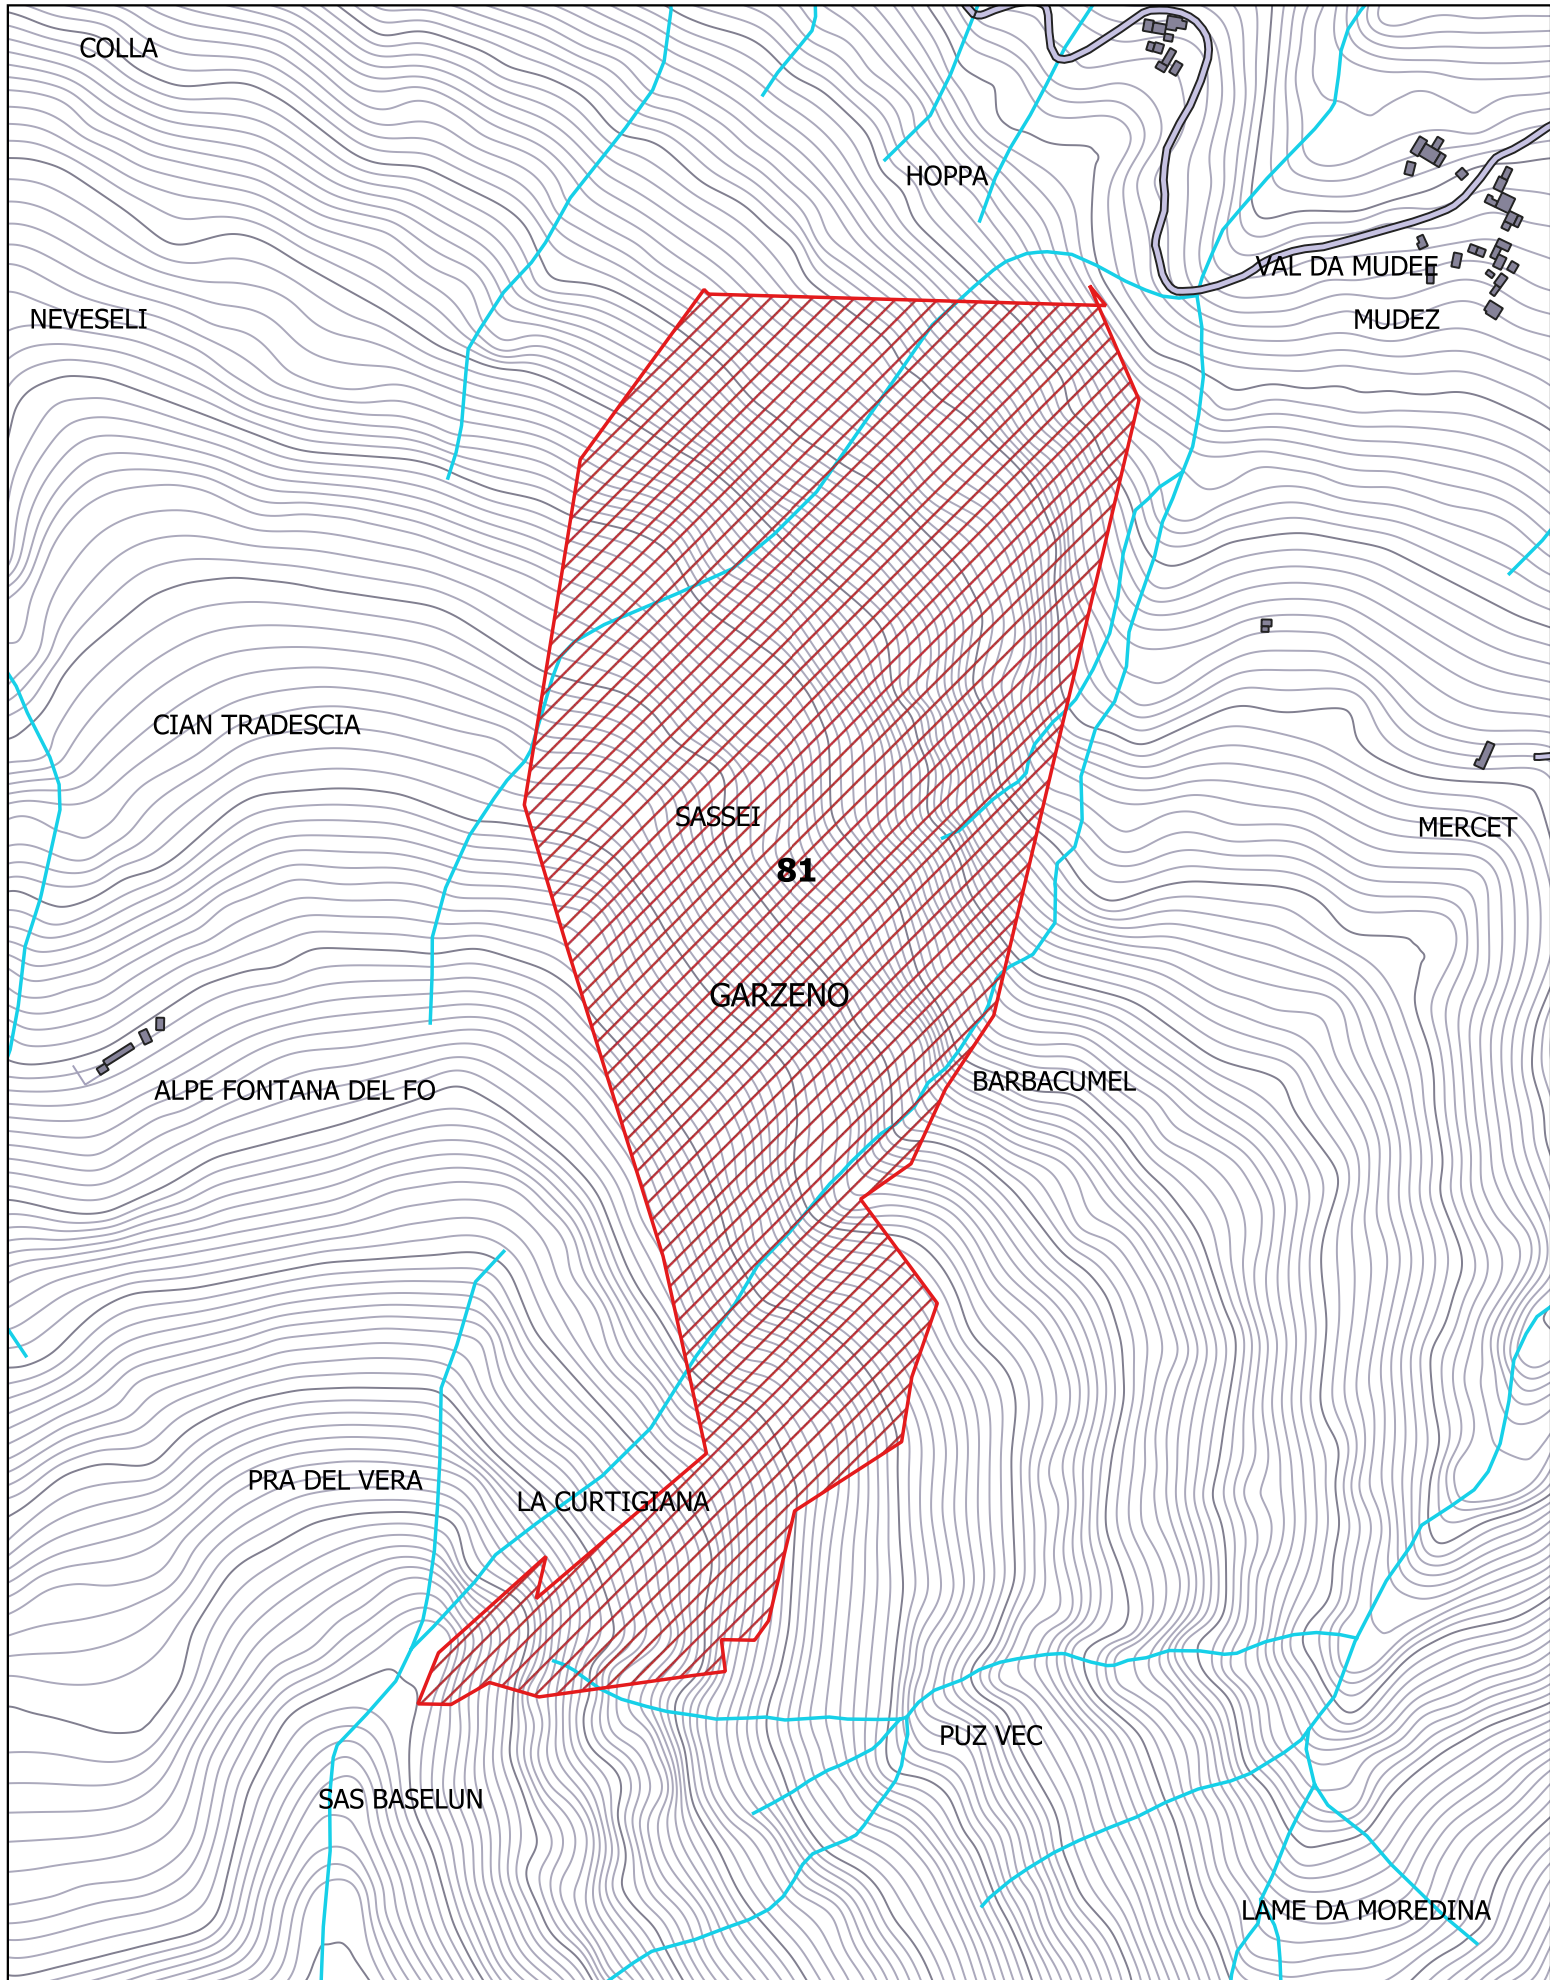 COLLA
HOPPA
VAL DA MUDEE
NEVESELI
MUDEZ
CIAN TRADESCIA
SASSEI
MERCET
81
GARZENO
BARBACUMEL
ALPE FONTANA DEL FO
PRA DEL VERA
LA CURTIGIANA
PUZ VEC
SAS BASELUN
LAME DA MOREDINA